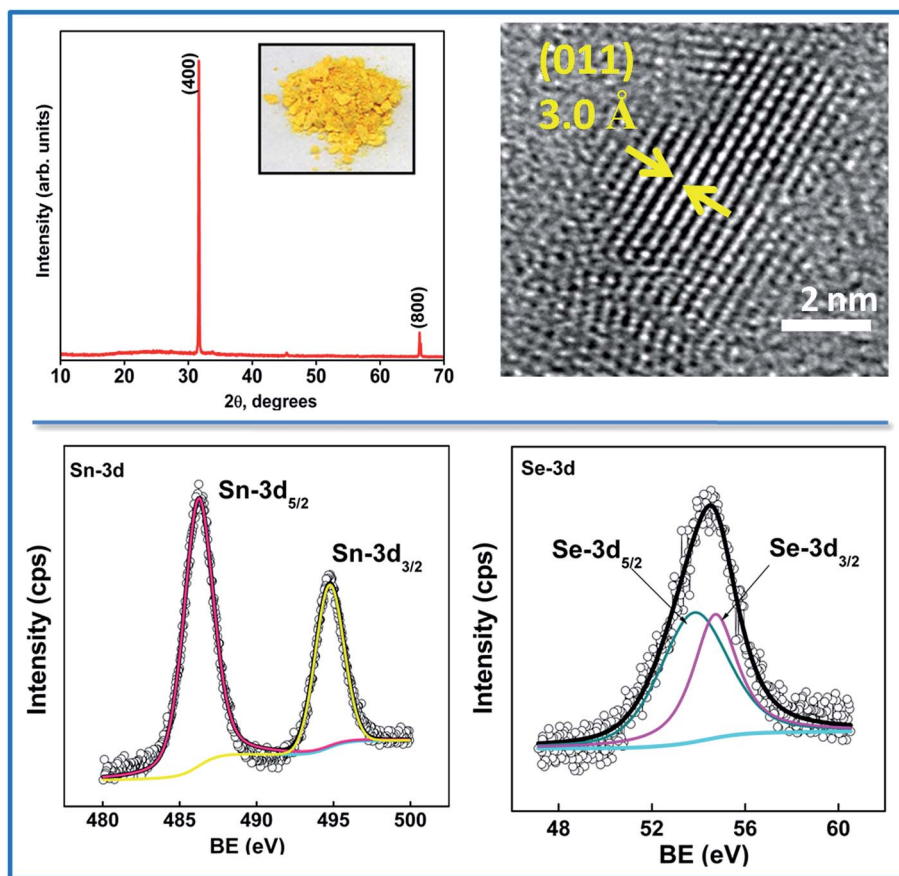 Intensity (arb. units)
(400)
(800)
10 20 30 40 50 60 70
2θ, degrees
(011)
3.0 Å
2 nm
Sn-3d
Sn-3d5/2
Sn-3d3/2
Intensity (cps)
480 485 490 495 500
BE (eV)
Se-3d
Se-3d5/2
Se-3d3/2
Intensity (cps)
48 52 56 60
BE (eV)